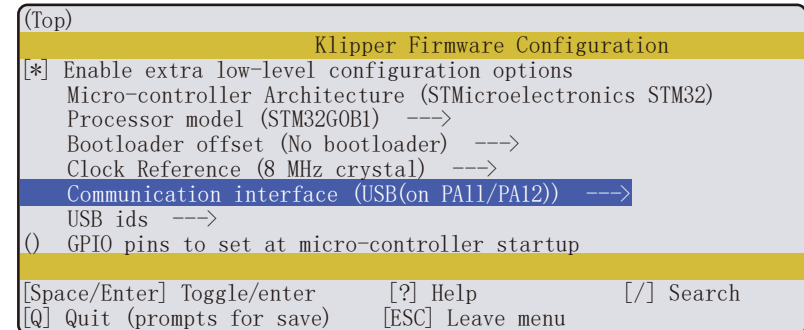 (Top)
Klipper Firmware Configuration
[*] Enable extra low-level configuration options
Micro-controller Architecture (STMicroelectronics STM32)
Processor model (STM32G0B1) --->
Bootloader offset (No bootloader) --->
Clock Reference (8 MHz crystal) --->
Communication interface (USB(on PA11/PA12)) --->
USB ids --->
() GPIO pins to set at micro-controller startup
[Space/Enter] Toggle/enter [?] Help [/] Search
[Q] Quit (prompts for save) [ESC] Leave menu